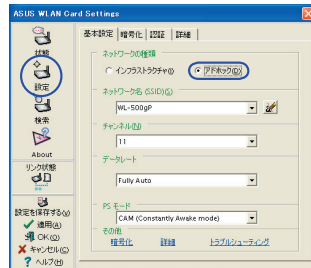 ASUS WLAN Card Settings
状態
設定
検索
About
リンク状態
設定を保存する(V)
適用(A)
OK(O)
キャンセル(C)
ヘルプ(H)
基本設定 暗号化 認証 詳細
ネットワークの種類
インフラストラクチャ(I) アドホック(D)
ネットワーク名 (SSID)(S)
WL-500gP
チャンネル(N)
11
データレート
Fully Auto
PS モード
CAM (Constantly Awake mode)
その他
暗号化 詳細 トラブルシューティング